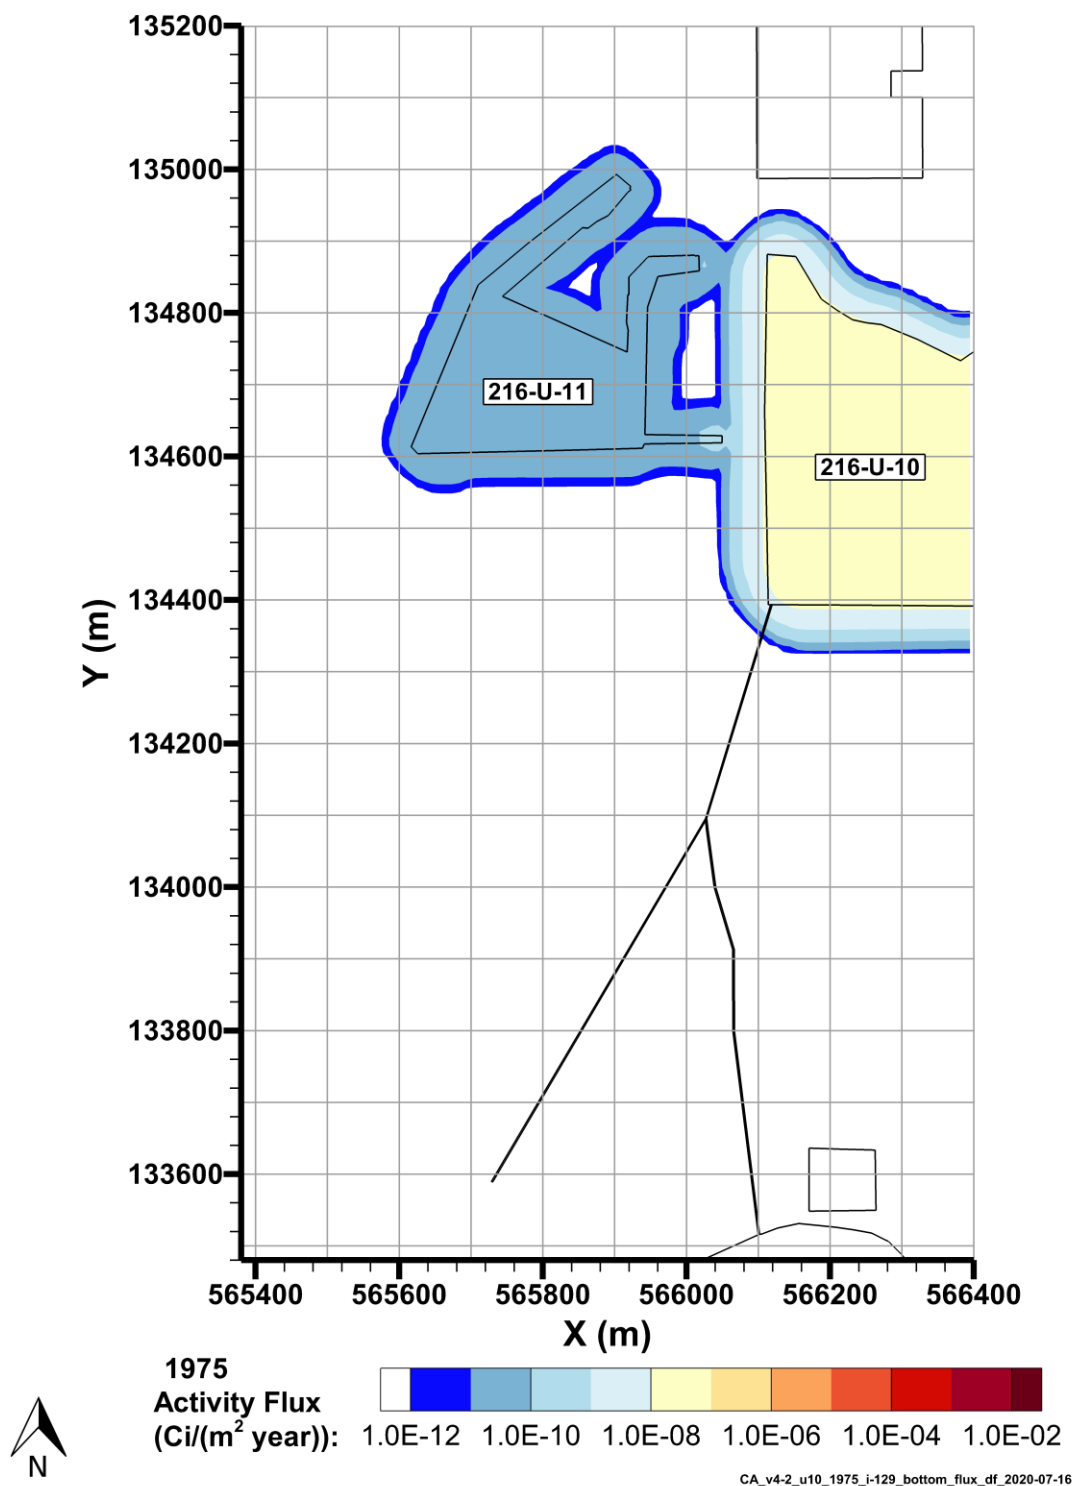 135200
135000
134800
134600
134400
134200
134000
133800
133600
Y (m)
216-U-11
216-U-10
565400 565600 565800 566000 566200 566400
X (m)
1975
Activity Flux
(Ci/(m² year)):
1.0E-12 1.0E-10 1.0E-08 1.0E-06 1.0E-04 1.0E-02
N
CA_v4-2_u10_1975_i-129_bottom_flux_df_2020-07-16